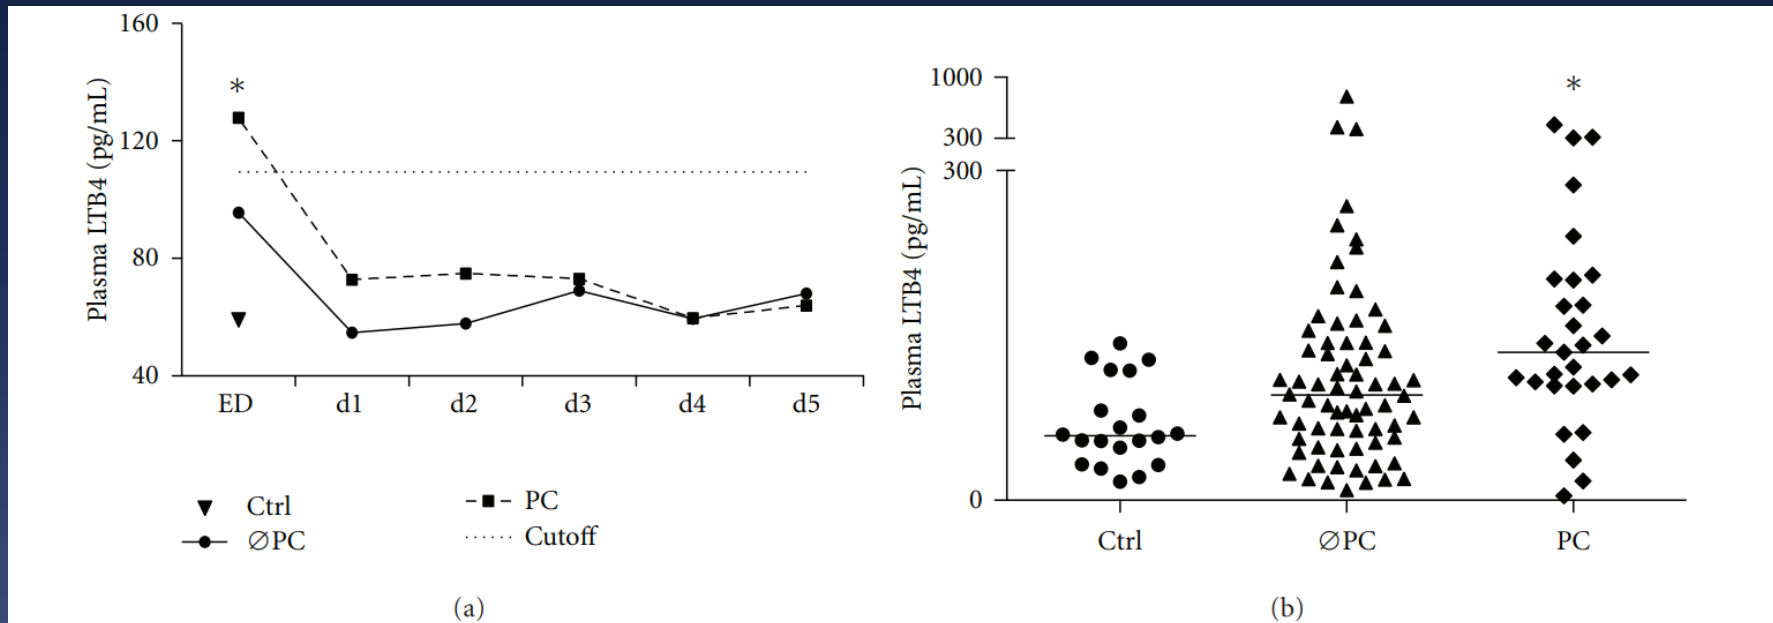 160
120
80
40
Plasma LTB4 (pg/mL)
*
ED d1 d2 d3 d4 d5
Ctrl
∅PC
PC
Cutoff
(a)
1000
300
300
0
Plasma LTB4 (pg/mL)
*
Ctrl ∅PC PC
(b)